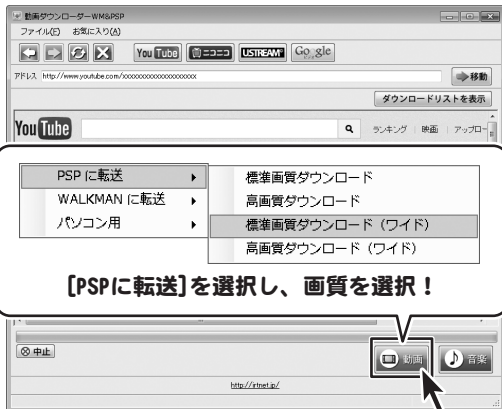 動画ダウンローダーWM&PSP
ファイル(F) お気に入り(A)
You Tube ニコニコ USTREAM Google
アドレス http://www.youtube.com/xxxxxxxxxxxxxxxxxxxx 移動
ダウンロードリストを表示
You Tube ランキング 映画 アップロー
PSP に転送 標準画質ダウンロード
WALKMAN に転送 高画質ダウンロード
パソコン用 標準画質ダウンロード（ワイド）
高画質ダウンロード（ワイド）
[PSPに転送]を選択し、画質を選択！
中止 動画 音楽
http://irtnet.jp/